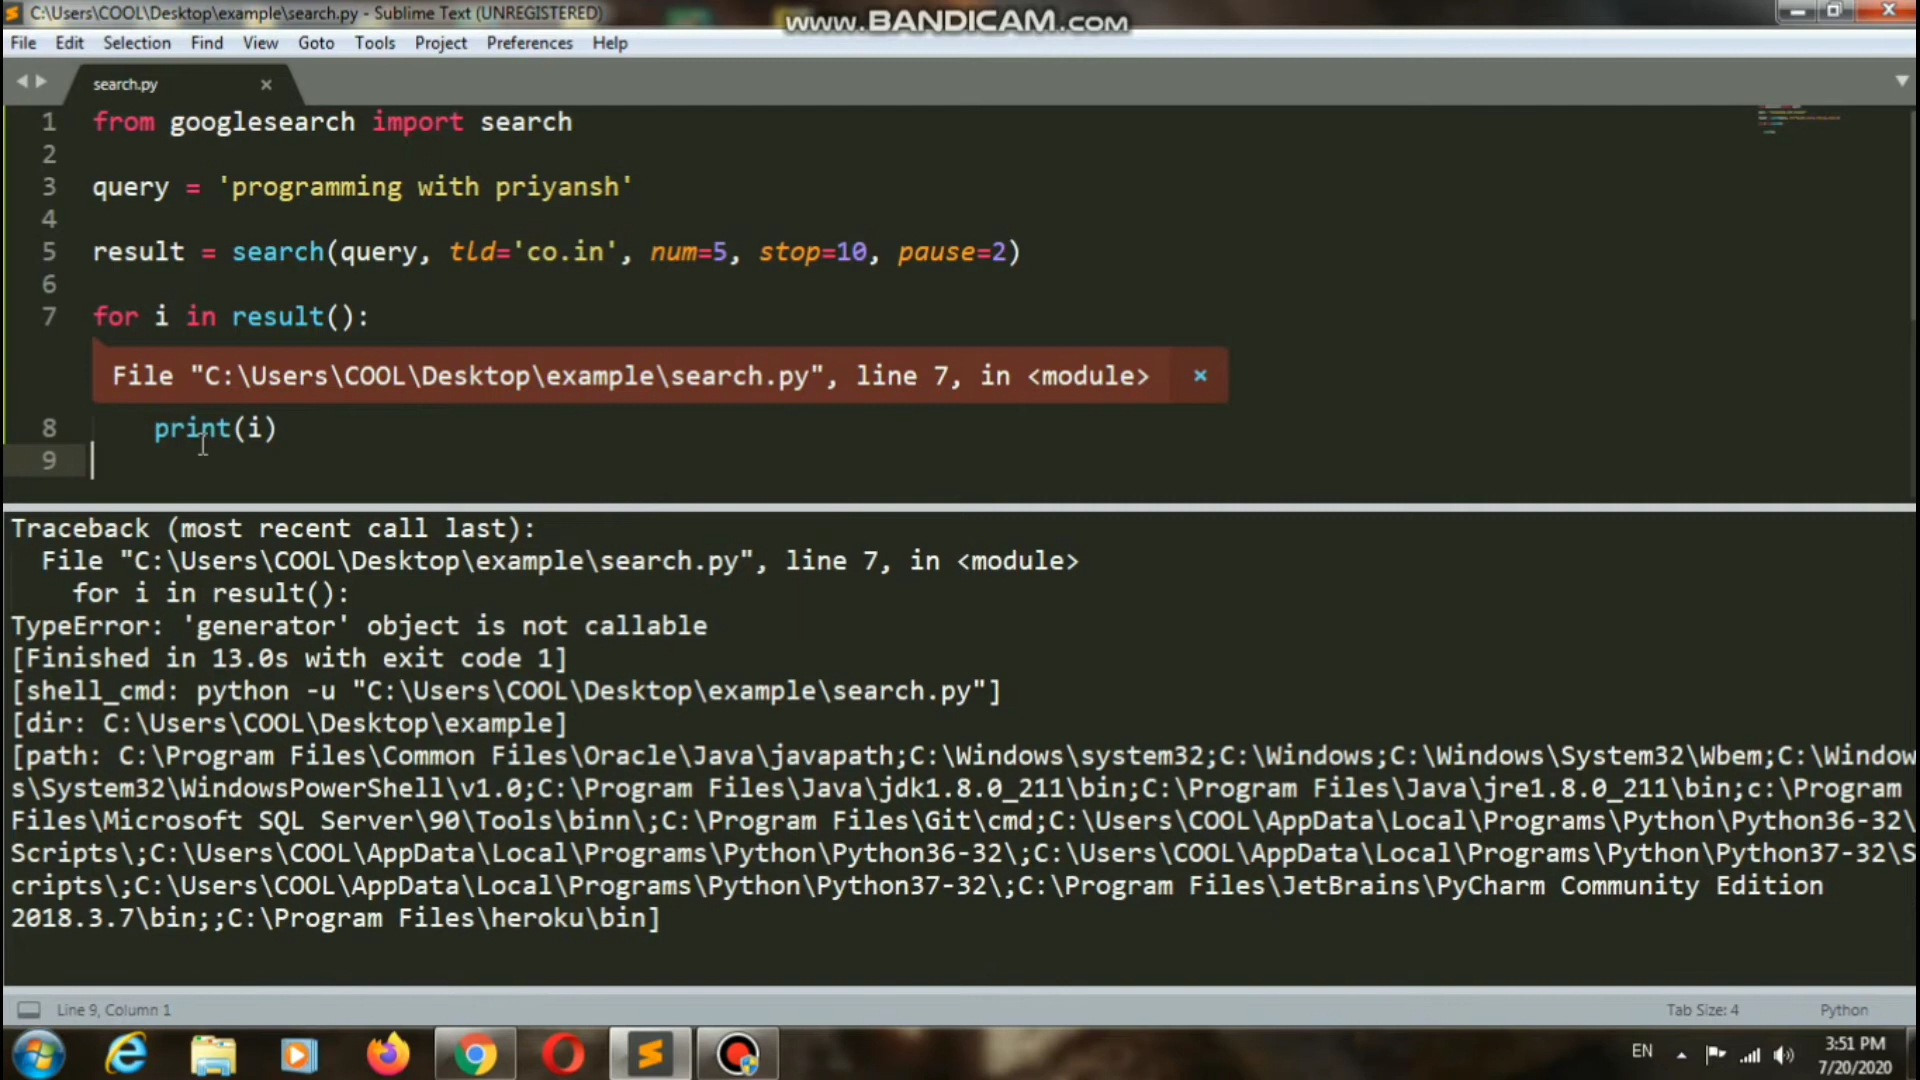 C:\Users\COOL\Desktop\example\search.py - Sublime Text (UNREGISTERED)
www.BANDICAM.com
File Edit Selection Find View Goto Tools Project Preferences Help
search.py
1 from googlesearch import search
2
3 query = 'programming with priyansh'
4
5 result = search(query, tld='co.in', num=5, stop=10, pause=2)
6
7 for i in result():
File "C:\Users\COOL\Desktop\example\search.py", line 7, in <module> ×
8 print(i)
9
Traceback (most recent call last):
File "C:\Users\COOL\Desktop\example\search.py", line 7, in <module>
for i in result():
TypeError: 'generator' object is not callable
[Finished in 13.0s with exit code 1]
[shell_cmd: python -u "C:\Users\COOL\Desktop\example\search.py"]
[dir: C:\Users\COOL\Desktop\example]
[path: C:\Program Files\Common Files\Oracle\Java\javapath;C:\Windows\system32;C:\Windows;C:\Windows\System32\Wbem;C:\Window
s\System32\WindowsPowerShell\v1.0;C:\Program Files\Java\jdk1.8.0_211\bin;C:\Program Files\Java\jre1.8.0_211\bin;c:\Program
Files\Microsoft SQL Server\90\Tools\binn\;C:\Program Files\Git\cmd;C:\Users\COOL\AppData\Local\Programs\Python\Python36-32\
Scripts\;C:\Users\COOL\AppData\Local\Programs\Python\Python36-32\;C:\Users\COOL\AppData\Local\Programs\Python\Python37-32\S
cripts\;C:\Users\COOL\AppData\Local\Programs\Python\Python37-32\;C:\Program Files\JetBrains\PyCharm Community Edition
2018.3.7\bin;;C:\Program Files\heroku\bin]
Line 9, Column 1
Tab Size: 4
Python
EN
3:51 PM
7/20/2020